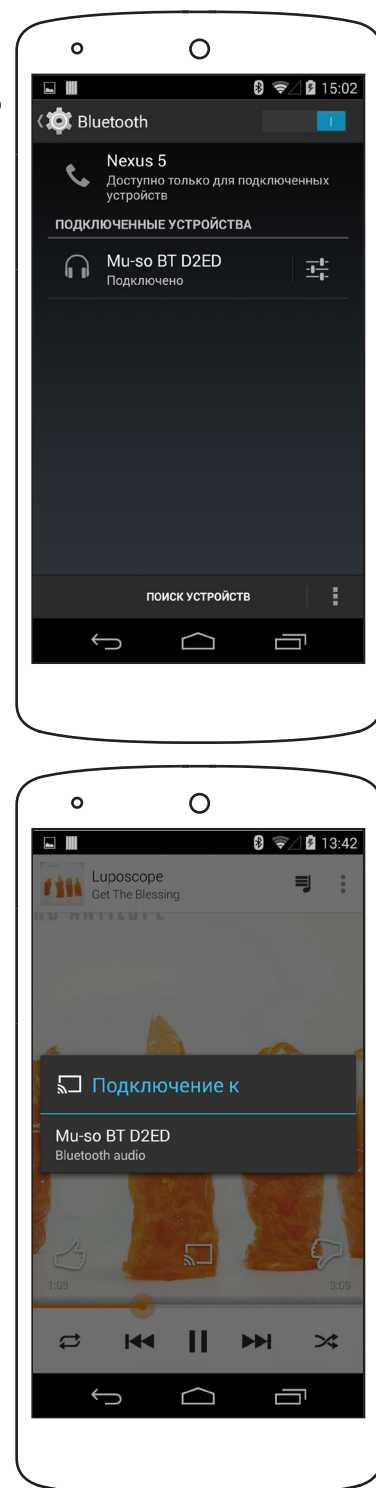 15:02
Bluetooth
Nexus 5
Доступно только для подключенных
устройств
ПОДКЛЮЧЕННЫЕ УСТРОЙСТВА
Mu-so BT D2ED
Подключено
ПОИСК УСТРОЙСТВ
13:42
Luposcope
Get The Blessing
Подключение к
Mu-so BT D2ED
Bluetooth audio
1:03 3:09